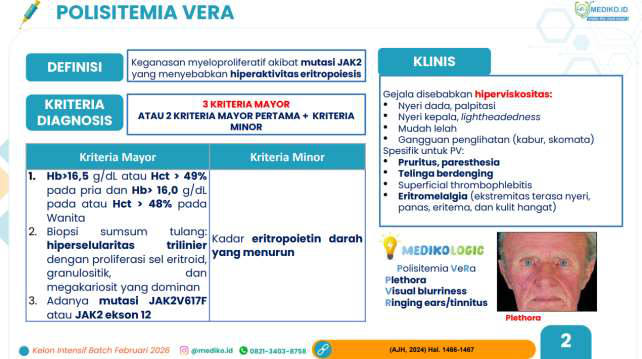 POLISITEMIA VERA
MEDIKO.ID
DEFINISI
Keganasan myeloproliferatif akibat mutasi JAK2
yang menyebabkan hiperaktivitas eritropoiesis
KRITERIA
DIAGNOSIS
3 KRITERIA MAYOR
ATAU 2 KRITERIA MAYOR PERTAMA + KRITERIA
MINOR
Kriteria Mayor
Kriteria Minor
1. Hb>16,5 g/dL atau Hct > 49%
pada pria dan Hb> 16,0 g/dL
pada atau Hct > 48% pada
Wanita
2. Biopsi sumsum tulang:
hiperselularitas trilinier
dengan proliferasi sel eritroid,
granulositik, dan
megakariosit yang dominan
3. Adanya mutasi JAK2V617F
atau JAK2 ekson 12
Kadar eritropoietin darah
yang menurun
KLINIS
Gejala disebabkan hiperviskositas:
• Nyeri dada, palpitasi
• Nyeri kepala, lightheadedness
• Mudah lelah
• Gangguan penglihatan (kabur, skomata)
Spesifik untuk PV:
• Pruritus, paresthesia
• Telinga berdenging
• Superficial thrombophlebitis
• Eritromelalgia (ekstremitas terasa nyeri,
panas, eritema, dan kulit hangat)
MEDIKOLOGIC
Polisitemia VeRa
Plethora
Visual blurriness
Ringing ears/tinnitus
Plethora
Kelon Intensif Batch Februari 2026
@mediko.id
0821-3403-8758
(AJH, 2024) Hal. 1466-1467
2